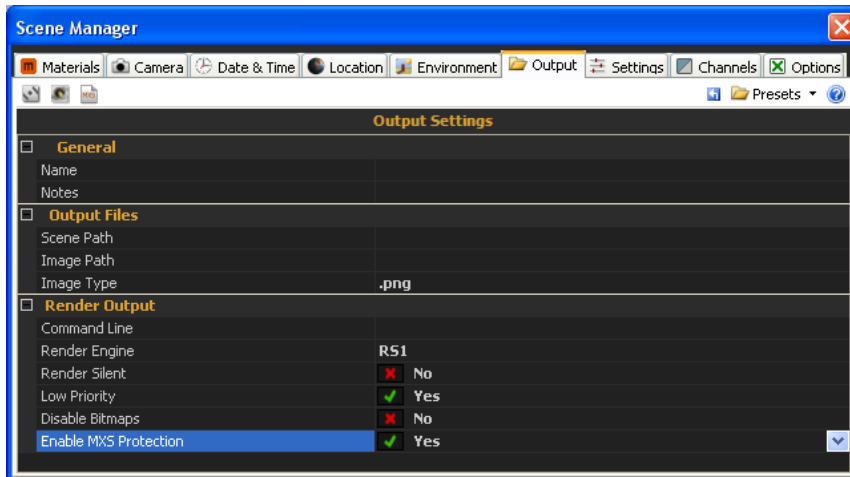 Scene Manager
Materials Camera Date & Time Location Environment Output Settings Channels Options
MXS Presets
Output Settings
General
Name
Notes
Output Files
Scene Path
Image Path
Image Type .png
Render Output
Command Line
Render Engine RS1
Render Silent No
Low Priority Yes
Disable Bitmaps No
Enable MXS Protection Yes